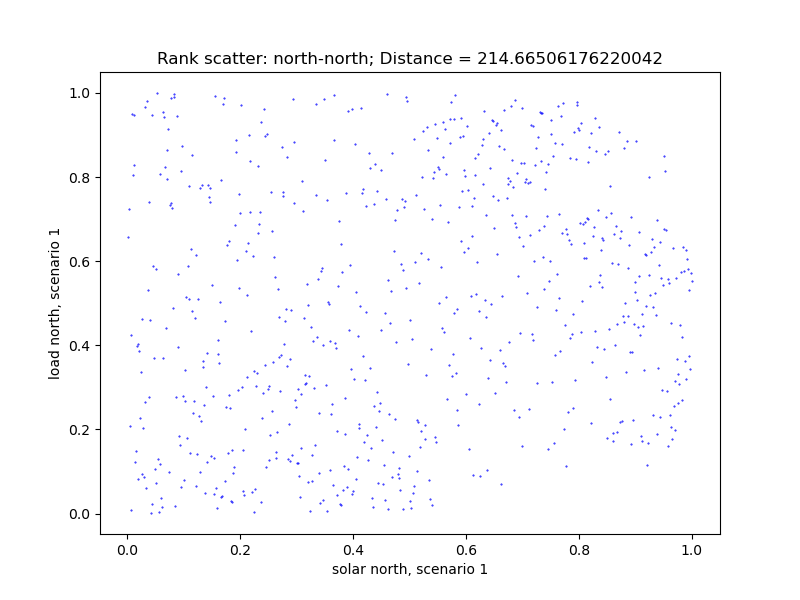 Rank scatter: north-north; Distance = 214.66506176220042
1.0
0.8
0.6
0.4
0.2
0.0
load north, scenario 1
0.0 0.2 0.4 0.6 0.8 1.0
solar north, scenario 1